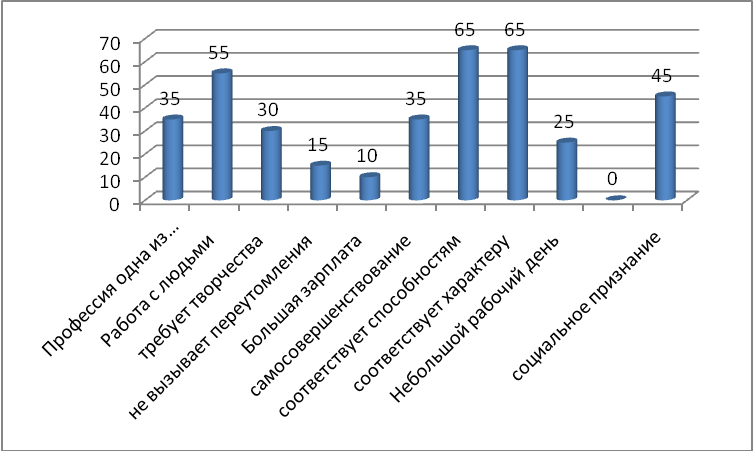 70
60
50
40
30
20
10
0
35
55
30
15
10
35
65
65
25
0
45
Профессия одна из...
Работа с людьми
требует творчества
не вызывает переутомления
Большая зарплата
самосовершенствование
соответствует способностям
соответствует характеру
Небольшой рабочий день
социальное признание